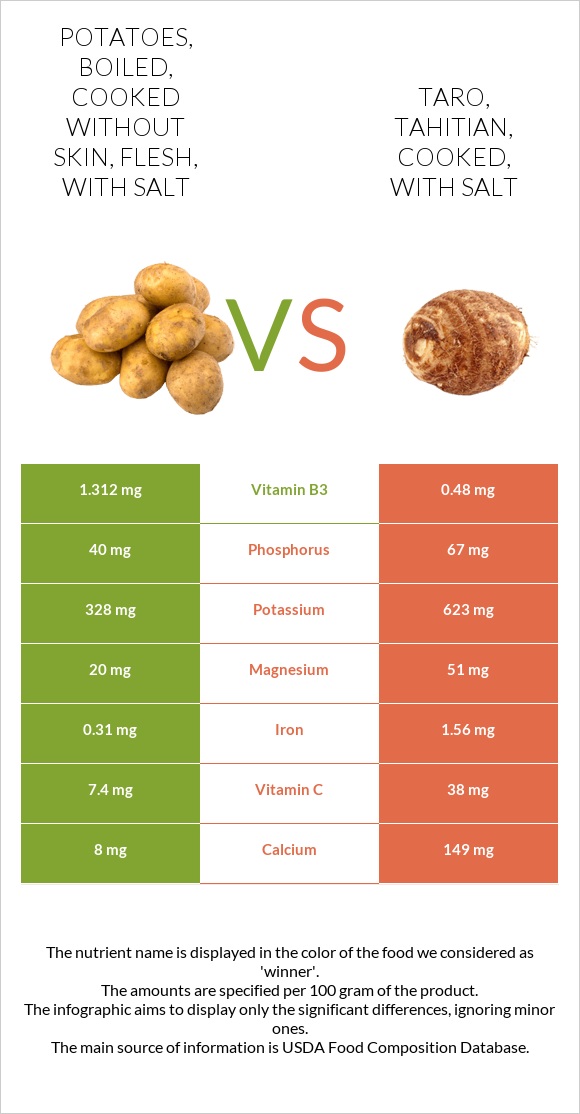 POTATOES,
BOILED,
COOKED
WITHOUT
SKIN, FLESH,
WITH SALT
TARO,
TAHITIAN,
COOKED,
WITH SALT
VS
1.312 mg Vitamin B3 0.48 mg
40 mg Phosphorus 67 mg
328 mg Potassium 623 mg
20 mg Magnesium 51 mg
0.31 mg Iron 1.56 mg
7.4 mg Vitamin C 38 mg
8 mg Calcium 149 mg
The nutrient name is displayed in the color of the food we considered as
'winner'.
The amounts are specified per 100 gram of the product.
The infographic aims to display only the significant differences, ignoring minor
ones.
The main source of information is USDA Food Composition Database.